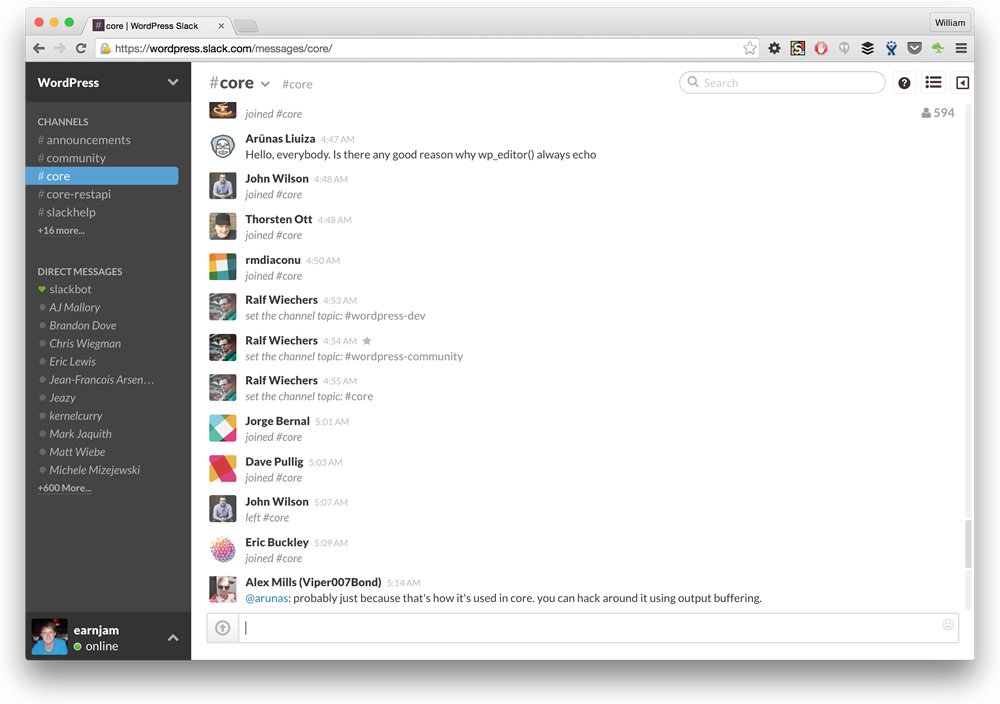 core | WordPress Slack
William
https://wordpress.slack.com/messages/core/
WordPress
CHANNELS
# announcements
# community
# core
# core-restapi
# slackhelp
+16 more...
DIRECT MESSAGES
slackbot
AJ Mallory
Brandon Dove
Chris Wiegman
Eric Lewis
Jean-Francois Arsen…
Jeazy
kernelcurry
Mark Jaquith
Matt Wiebe
Michele Mizejewski
+600 More...
earnjam
online
#core #core
Search
594
joined #core
Arūnas Liuiza 4:47 AM
Hello, everybody. Is there any good reason why wp_editor() always echo
John Wilson 4:48 AM
joined #core
Thorsten Ott 4:48 AM
joined #core
rmdiaconu 4:50 AM
joined #core
Ralf Wiechers 4:53 AM
set the channel topic: #wordpress-dev
Ralf Wiechers 4:54 AM
set the channel topic: #wordpress-community
Ralf Wiechers 4:55 AM
set the channel topic: #core
Jorge Bernal 5:01 AM
joined #core
Dave Pullig 5:03 AM
joined #core
John Wilson 5:07 AM
left #core
Eric Buckley 5:09 AM
joined #core
Alex Mills (Viper007Bond) 5:14 AM
@arunas: probably just because that's how it's used in core. you can hack around it using output buffering.